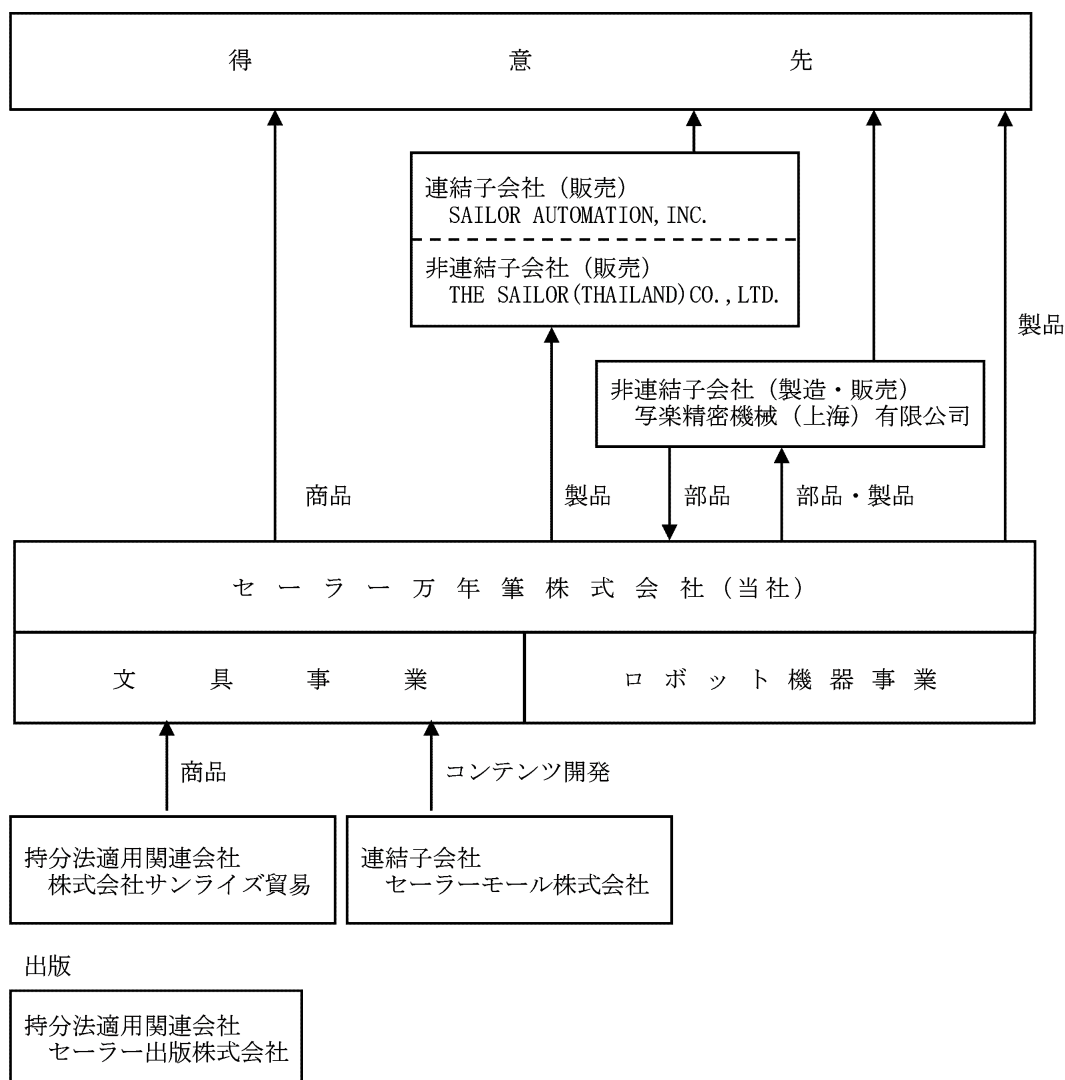 得意先
連結子会社（販売）
SAILOR AUTOMATION,INC.
非連結子会社（販売）
THE SAILOR(THAILAND)CO.,LTD.
製品
非連結子会社（製造・販売）
写楽精密機械（上海）有限公司
商品
製品
部品
部品・製品
セーラー万年筆株式会社(当社)
文具事業
ロボット機器事業
商品
コンテンツ開発
持分法適用関連会社
株式会社サンライズ貿易
連結子会社
セーラーモール株式会社
出版
持分法適用関連会社
セーラー出版株式会社